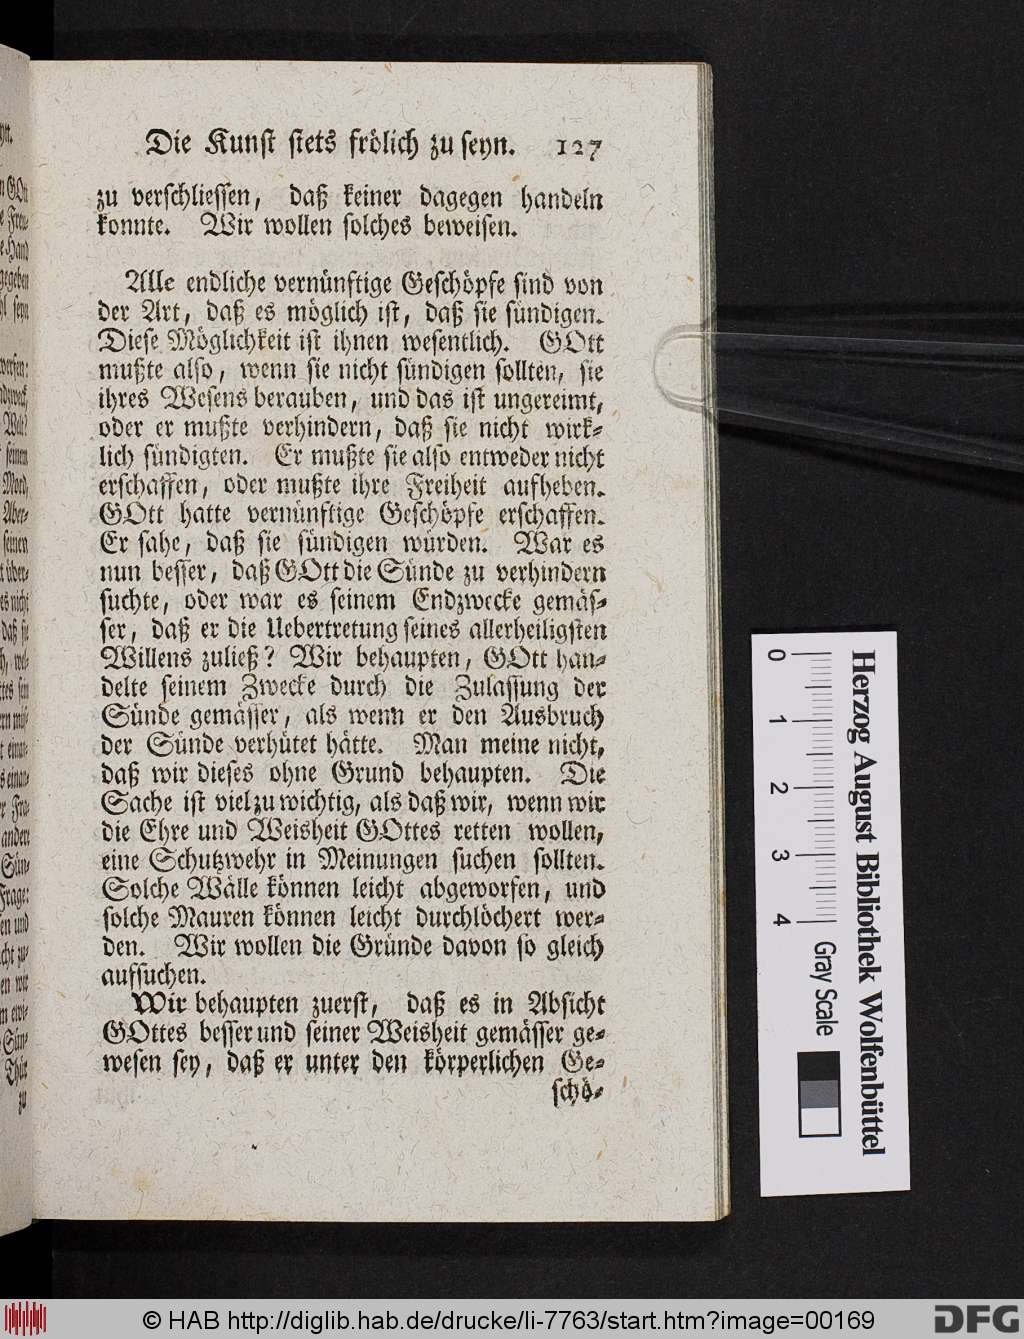 Die Kunst stets frölich zu seyn. 127
zu verschliessen, daß keiner dagegen handeln
konnte. Wir wollen solches beweisen.
Alle endliche vernünftige Geschöpfe sind von
der Art, daß es möglich ist, daß sie sündigen.
Diese Möglichkeit ist ihnen wesentlich. GOtt
mußte also, wenn sie nicht sündigen sollten, sie
ihres Wesens berauben, und das ist ungereimt,
oder er mußte verhindern, daß sie nicht wirk-
lich sündigten. Er mußte sie also entweder nicht
erschaffen, oder mußte ihre Freiheit aufheben.
GOtt hatte vernünftige Geschöpfe erschaffen.
Er sahe, daß sie sündigen würden. War es
nun besser, daß GOtt die Sünde zu verhindern
suchte, oder war es seinem Endzwecke gemäs-
ser, daß er die Uebertretung seines allerheiligsten
Willens zuließ? Wir behaupten, GOtt han-
delte seinem Zwecke durch die Zulassung der
Sünde gemässer, als wenn er den Ausbruch
der Sünde verhütet hätte. Man meine nicht,
daß wir dieses ohne Grund behaupten. Die
Sache ist viel zu wichtig, als daß wir, wenn wir
die Ehre und Weisheit GOttes retten wollen,
eine Schutzwehr in Meinungen suchen sollten.
Solche Wälle können leicht abgeworfen, und
solche Mauren können leicht durchlöchert wer-
den. Wir wollen die Gründe davon so gleich
aufsuchen.
Wir behaupten zuerst, daß es in Absicht
GOttes besser und seiner Weisheit gemässer ge-
wesen sey, daß er unter den körperlichen Ge-
schö-
0 1 2 3 4
Gray Scale
Herzog August Bibliothek Wolfenbüttel
© HAB http://diglib.hab.de/drucke/li-7763/start.htm?image=00169
DFG